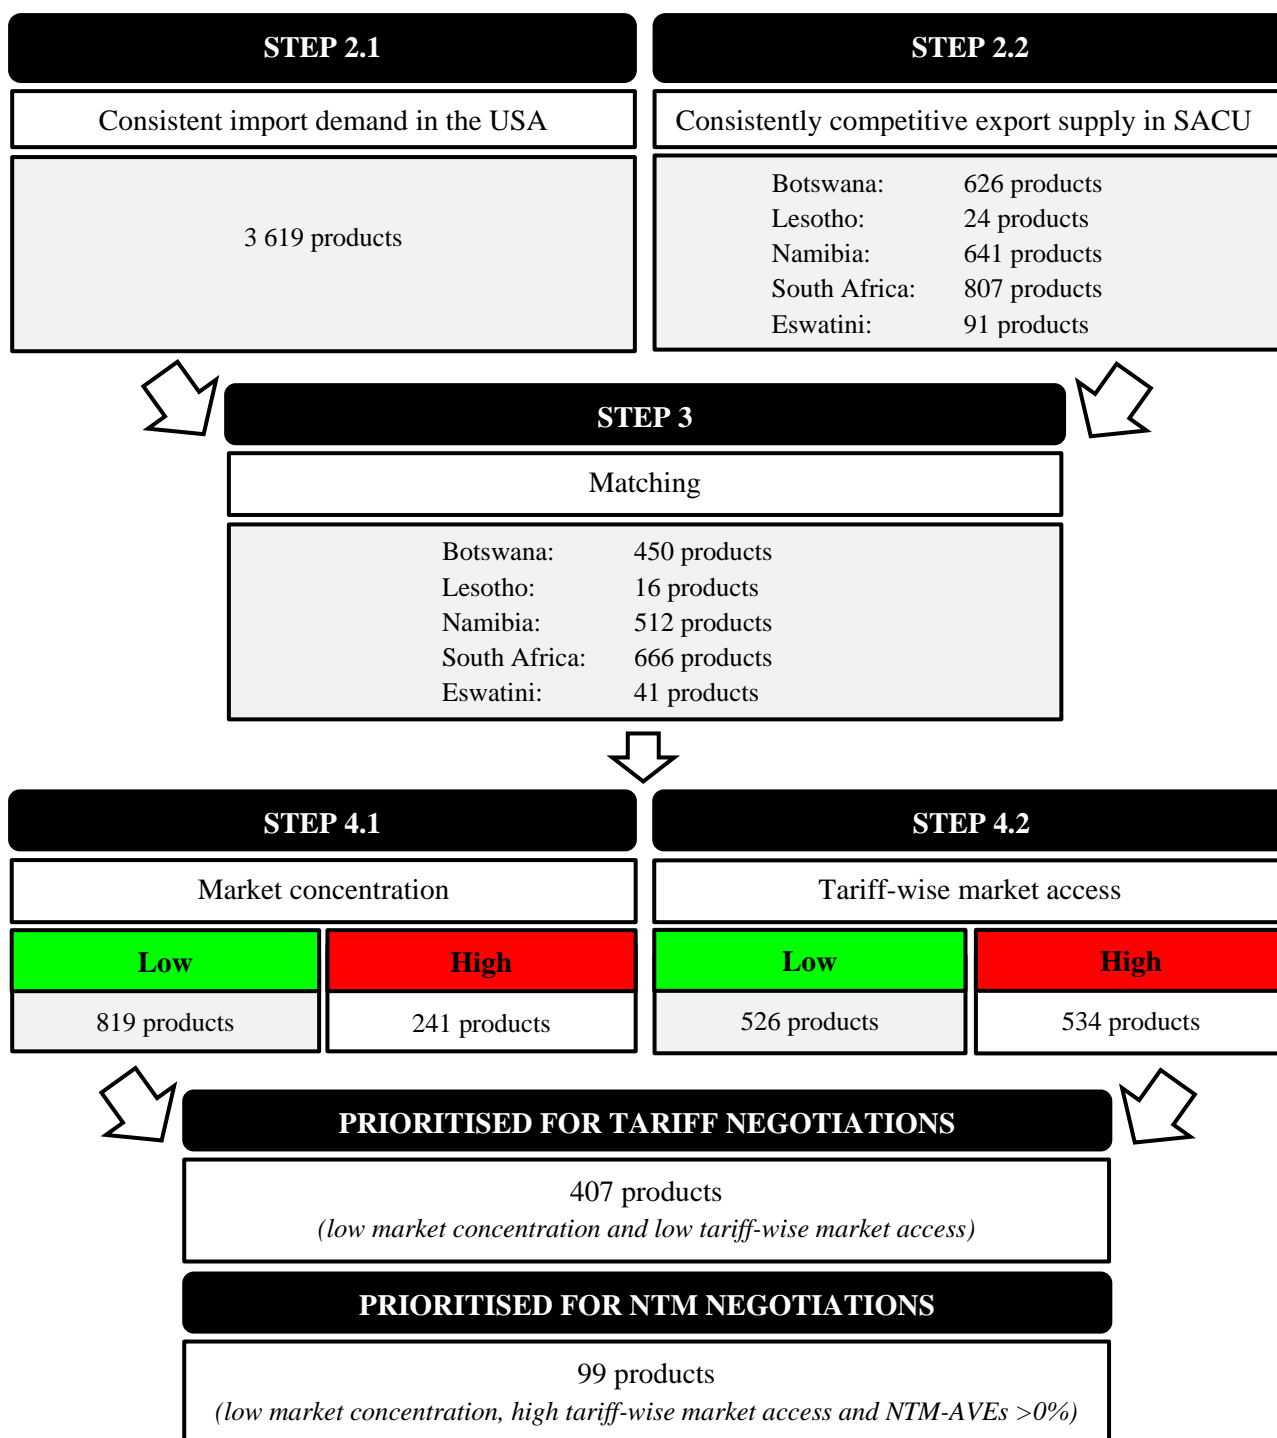 STEP 2.1
Consistent import demand in the USA
3 619 products
STEP 2.2
Consistently competitive export supply in SACU
Botswana: 626 products
Lesotho: 24 products
Namibia: 641 products
South Africa: 807 products
Eswatini: 91 products
STEP 3
Matching
Botswana: 450 products
Lesotho: 16 products
Namibia: 512 products
South Africa: 666 products
Eswatini: 41 products
STEP 4.1
Market concentration
Low High
819 products 241 products
STEP 4.2
Tariff-wise market access
Low High
526 products 534 products
PRIORITISED FOR TARIFF NEGOTIATIONS
407 products
(low market concentration and low tariff-wise market access)
PRIORITISED FOR NTM NEGOTIATIONS
99 products
(low market concentration, high tariff-wise market access and NTM-AVEs >0%)